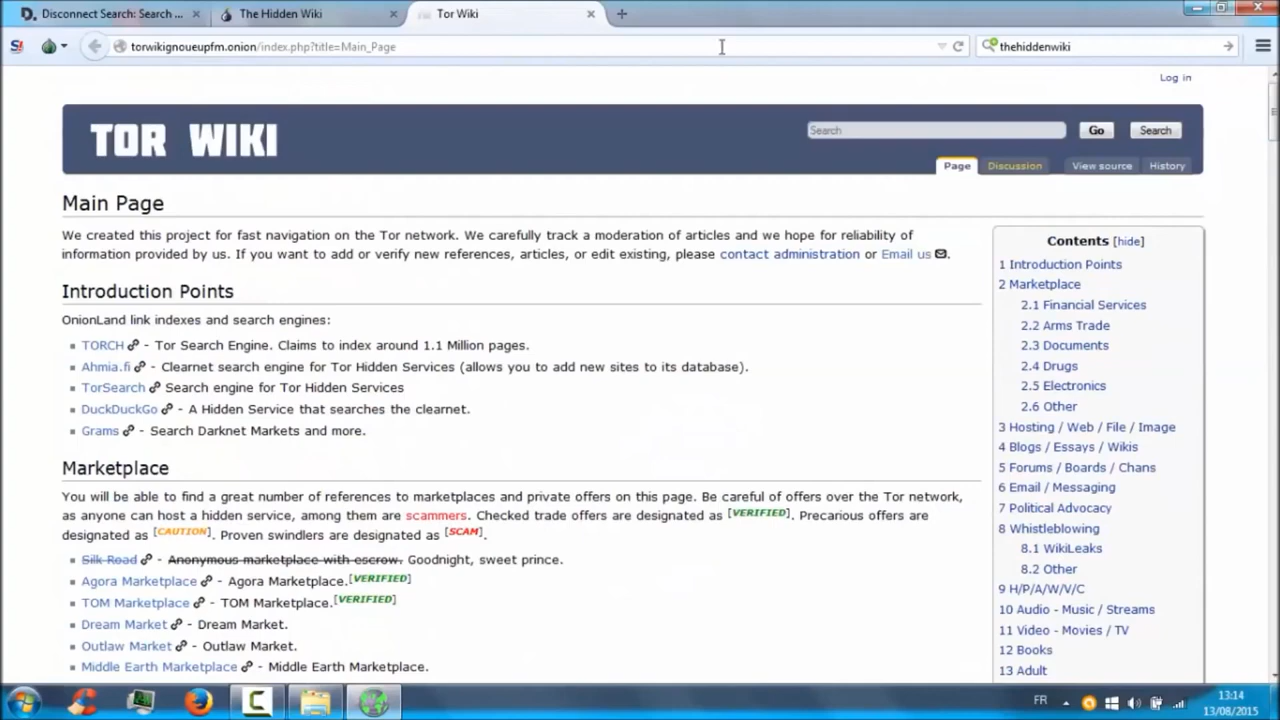 Disconnect Search: Search ... The Hidden Wiki Tor Wiki
torwikignoueupfm.onion/index.php?title=Main_Page thehiddenwiki
Log in
TOR WIKI
Search Go Search
Page Discussion View source History
Main Page
We created this project for fast navigation on the Tor network. We carefully track a moderation of articles and we hope for reliability of
information provided by us. If you want to add or verify new references, articles, or edit existing, please contact administration or Email us.
Introduction Points
OnionLand link indexes and search engines:
TORCH - Tor Search Engine. Claims to index around 1.1 Million pages.
Ahmia.fi - Clearnet search engine for Tor Hidden Services (allows you to add new sites to its database).
TorSearch Search engine for Tor Hidden Services
DuckDuckGo - A Hidden Service that searches the clearnet.
Grams - Search Darknet Markets and more.
Marketplace
You will be able to find a great number of references to marketplaces and private offers on this page. Be careful of offers over the Tor network,
as anyone can host a hidden service, among them are scammers. Checked trade offers are designated as [VERIFIED]. Precarious offers are
designated as [CAUTION]. Proven swindlers are designated as [SCAM].
Silk Road - Anonymous marketplace with escrow. Goodnight, sweet prince.
Agora Marketplace - Agora Marketplace.[VERIFIED]
TOM Marketplace - TOM Marketplace.[VERIFIED]
Dream Market - Dream Market.
Outlaw Market - Outlaw Market.
Middle Earth Marketplace - Middle Earth Marketplace.
Contents [hide]
1 Introduction Points
2 Marketplace
2.1 Financial Services
2.2 Arms Trade
2.3 Documents
2.4 Drugs
2.5 Electronics
2.6 Other
3 Hosting / Web / File / Image
4 Blogs / Essays / Wikis
5 Forums / Boards / Chans
6 Email / Messaging
7 Political Advocacy
8 Whistleblowing
8.1 WikiLeaks
8.2 Other
9 H/P/A/W/V/C
10 Audio - Music / Streams
11 Video - Movies / TV
12 Books
13 Adult
FR
13:14
13/08/2015